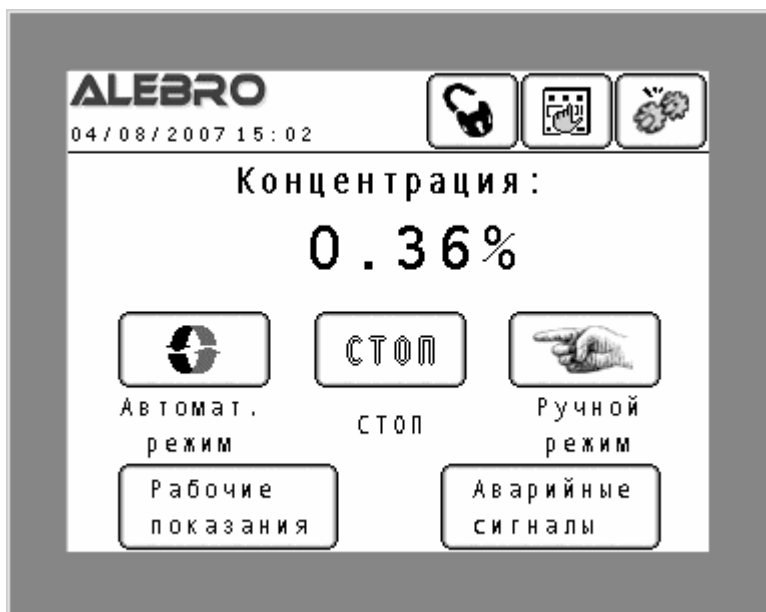 ALEBRO
04/08/2007 15:02
Концентрация:
0.36%
СТОП
Автомат.
режим
СТОП
Ручной
режим
Рабочие
показания
Аварийные
сигналы